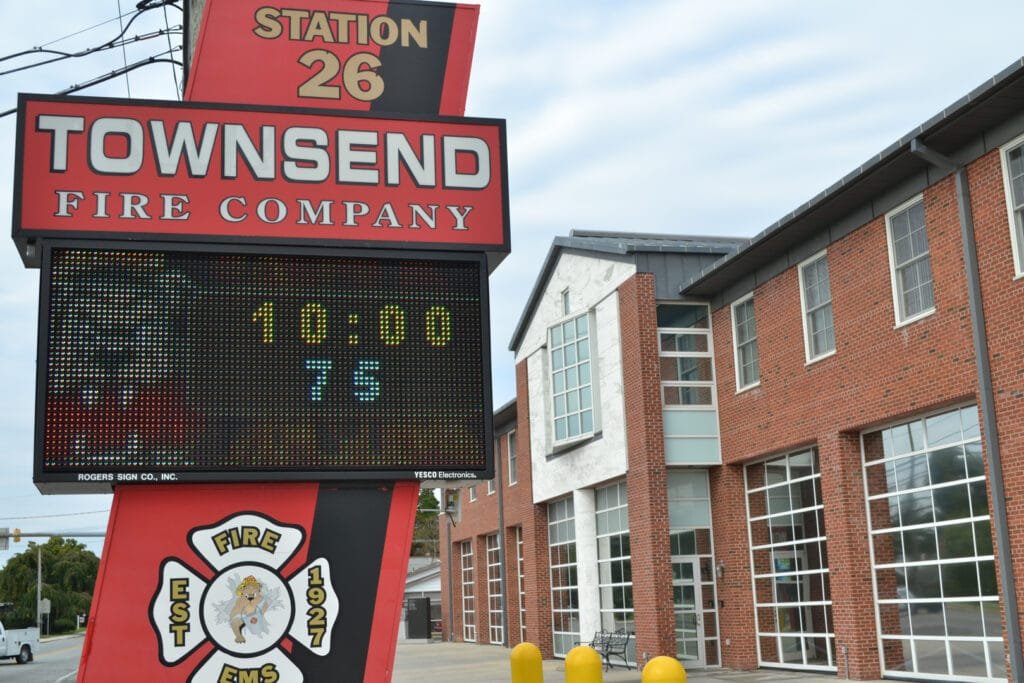 STATION
26
TOWNSEND
FIRE COMPANY
10:00
75
ROGERS SIGN CO., INC.
YESCO Electronics.
FIRE
EST
1927
EMS